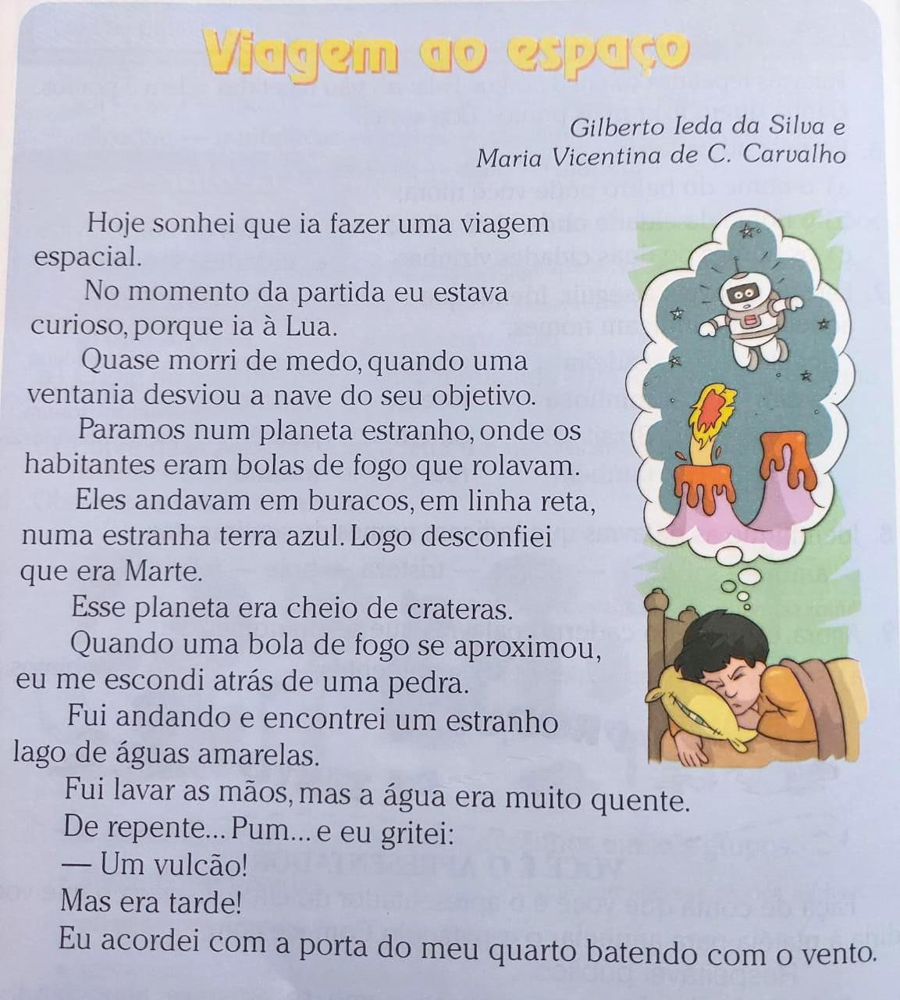 Viagem ao espaço
Gilberto Ieda da Silva e
Maria Vicentina de C. Carvalho
Hoje sonhei que ia fazer uma viagem
espacial.
No momento da partida eu estava
curioso, porque ia à Lua.
Quase morri de medo, quando uma
ventania desviou a nave do seu objetivo.
Paramos num planeta estranho, onde os
habitantes eram bolas de fogo que rolavam.
Eles andavam em buracos, em linha reta,
numa estranha terra azul. Logo desconfiei
que era Marte.
Esse planeta era cheio de crateras.
Quando uma bola de fogo se aproximou,
eu me escondi atrás de uma pedra.
Fui andando e encontrei um estranho
lago de águas amarelas.
Fui lavar as mãos, mas a água era muito quente.
De repente... Pum... e eu gritei:
— Um vulcão!
Mas era tarde!
Eu acordei com a porta do meu quarto batendo com o vento.